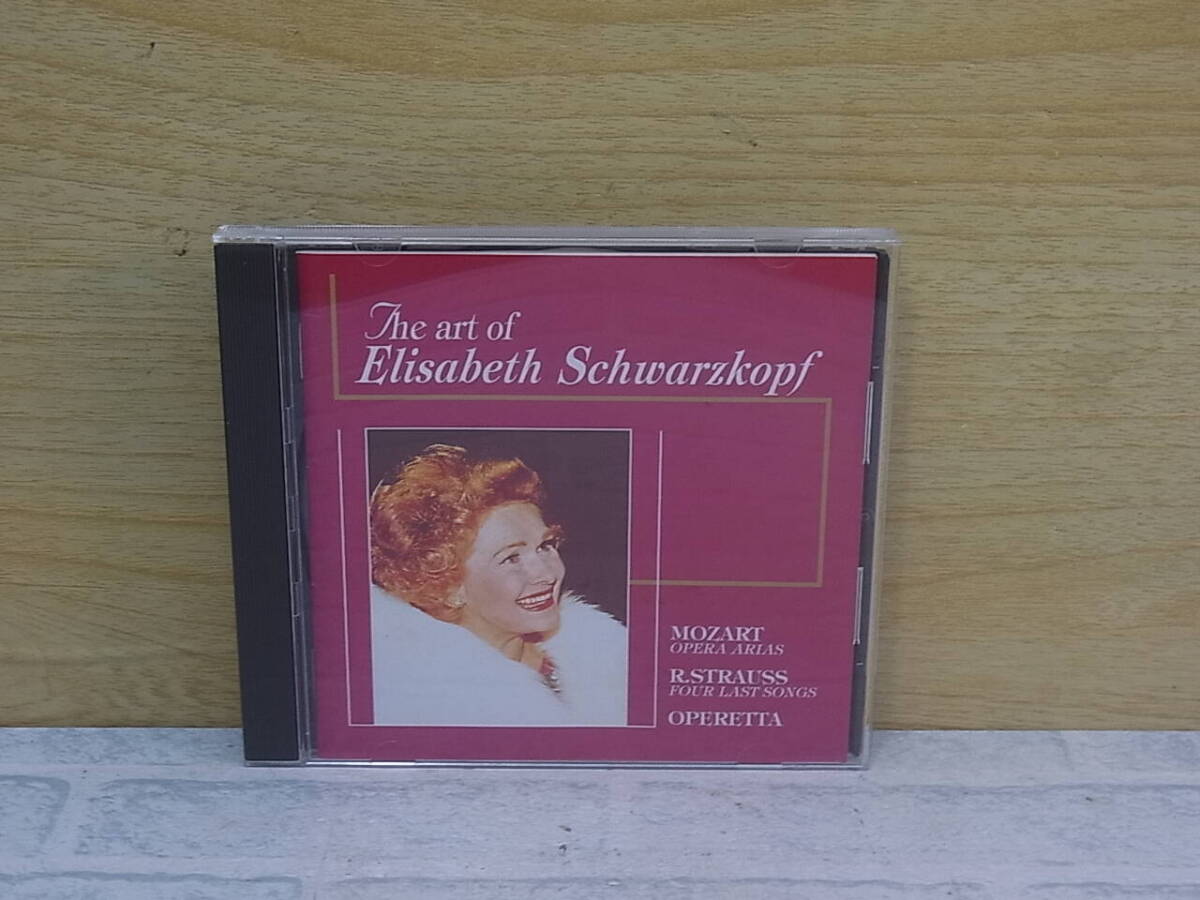 The art of
Elisabeth Schwarzkopf
MOZART
OPERA ARIAS
R.STRAUSS
FOUR LAST SONGS
OPERETTA